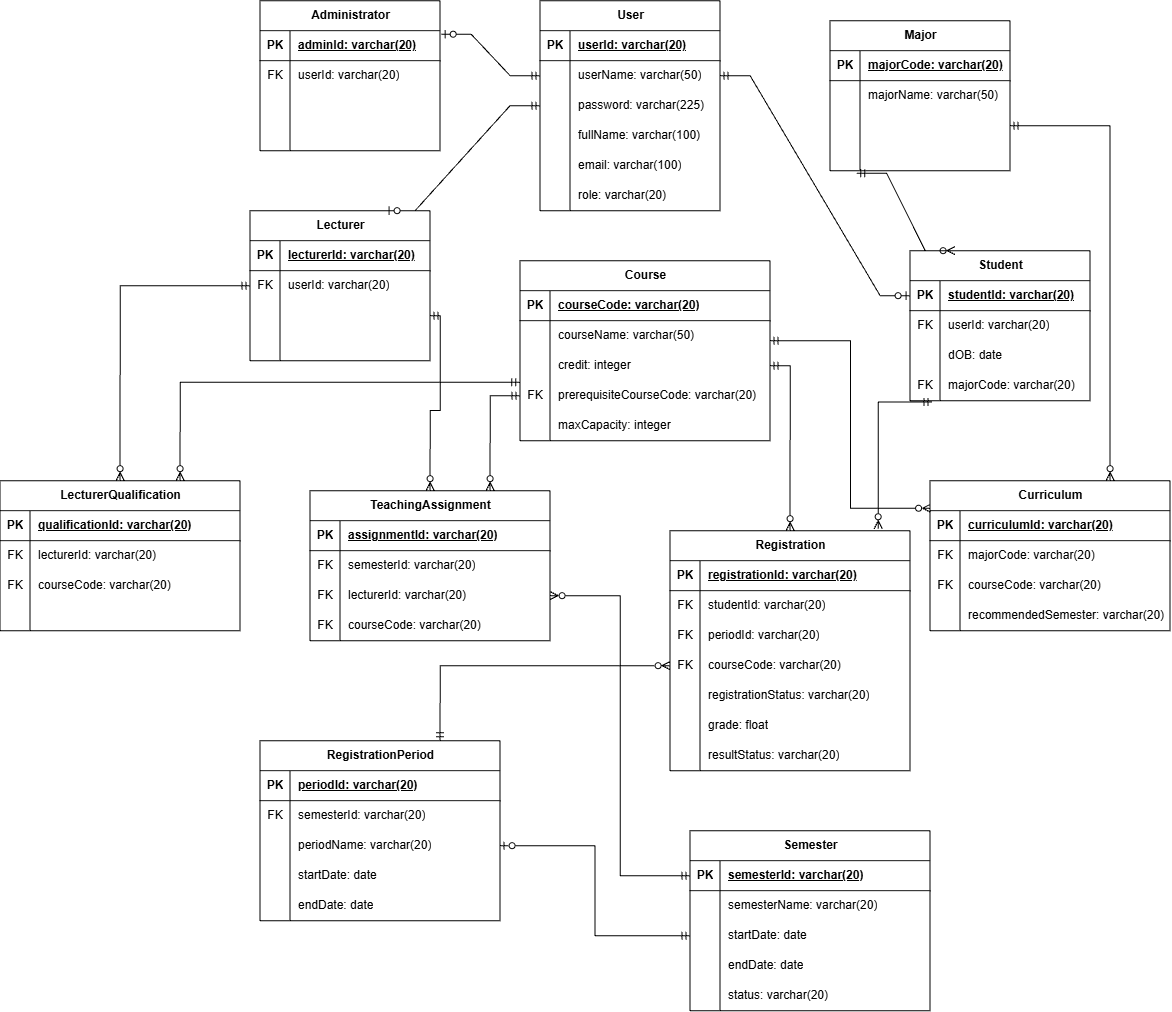 Administrator
PK adminId: varchar(20)
FK userId: varchar(20)
User
PK userId: varchar(20)
userName: varchar(50)
password: varchar(225)
fullName: varchar(100)
email: varchar(100)
role: varchar(20)
Major
PK majorCode: varchar(20)
majorName: varchar(50)
Lecturer
PK lecturerId: varchar(20)
FK userId: varchar(20)
Course
PK courseCode: varchar(20)
courseName: varchar(50)
credit: integer
FK prerequisiteCourseCode: varchar(20)
maxCapacity: integer
Student
PK studentId: varchar(20)
FK userId: varchar(20)
dOB: date
FK majorCode: varchar(20)
LecturerQualification
PK qualificationId: varchar(20)
FK lecturerId: varchar(20)
FK courseCode: varchar(20)
TeachingAssignment
PK assignmentId: varchar(20)
FK semesterId: varchar(20)
FK lecturerId: varchar(20)
FK courseCode: varchar(20)
Registration
PK registrationId: varchar(20)
FK studentId: varchar(20)
FK periodId: varchar(20)
FK courseCode: varchar(20)
registrationStatus: varchar(20)
grade: float
resultStatus: varchar(20)
Curriculum
PK curriculumId: varchar(20)
FK majorCode: varchar(20)
FK courseCode: varchar(20)
recommendedSemester: varchar(20)
RegistrationPeriod
PK periodId: varchar(20)
FK semesterId: varchar(20)
periodName: varchar(20)
startDate: date
endDate: date
Semester
PK semesterId: varchar(20)
semesterName: varchar(20)
startDate: date
endDate: date
status: varchar(20)